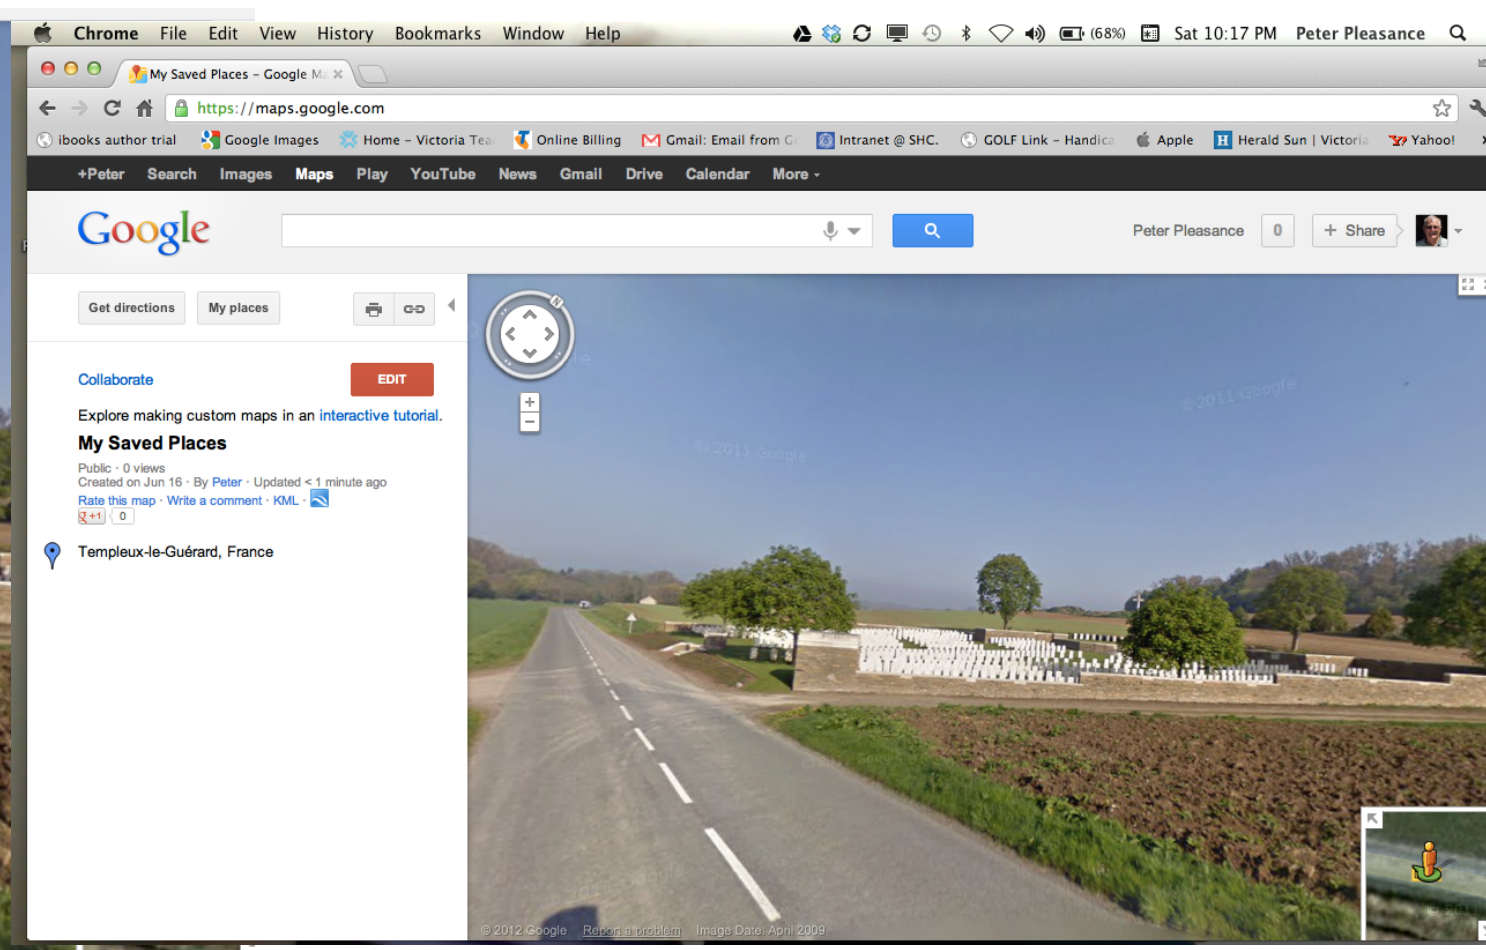 Chrome File Edit View History Bookmarks Window Help (68%) Sat 10:17 PM Peter Pleasance
My Saved Places – Google Ma
https://maps.google.com
ibooks author trial Google Images Home – Victoria Tea Online Billing Gmail: Email from Go Intranet @ SHC. GOLF Link – Handica Apple Herald Sun | Victoria Yahoo!
+Peter Search Images Maps Play YouTube News Gmail Drive Calendar More
Google
Peter Pleasance 0 + Share
Get directions My places
N
Collaborate EDIT
Explore making custom maps in an interactive tutorial.
My Saved Places
Public · 0 views
Created on Jun 16 · By Peter · Updated < 1 minute ago
Rate this map · Write a comment · KML ·
+1 0
Templeux-le-Guérard, France
© 2011 Google
© 2011 Google
© 2012 Google Report a problem Image Date: April 2009